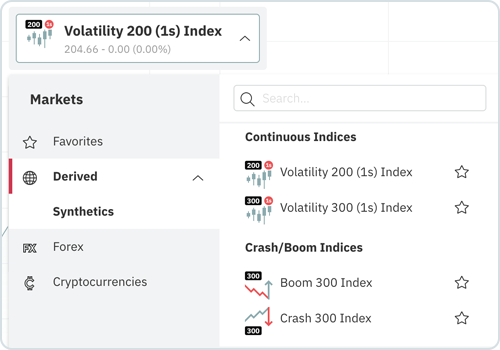 200 1s
Volatility 200 (1s) Index
204.66 - 0.00 (0.00%)
Markets
Search...
Favorites
Derived
Synthetics
FX Forex
Cryptocurrencies
Continuous Indices
200 1s Volatility 200 (1s) Index
300 1s Volatility 300 (1s) Index
Crash/Boom Indices
300 Boom 300 Index
Crash 300 Index
300